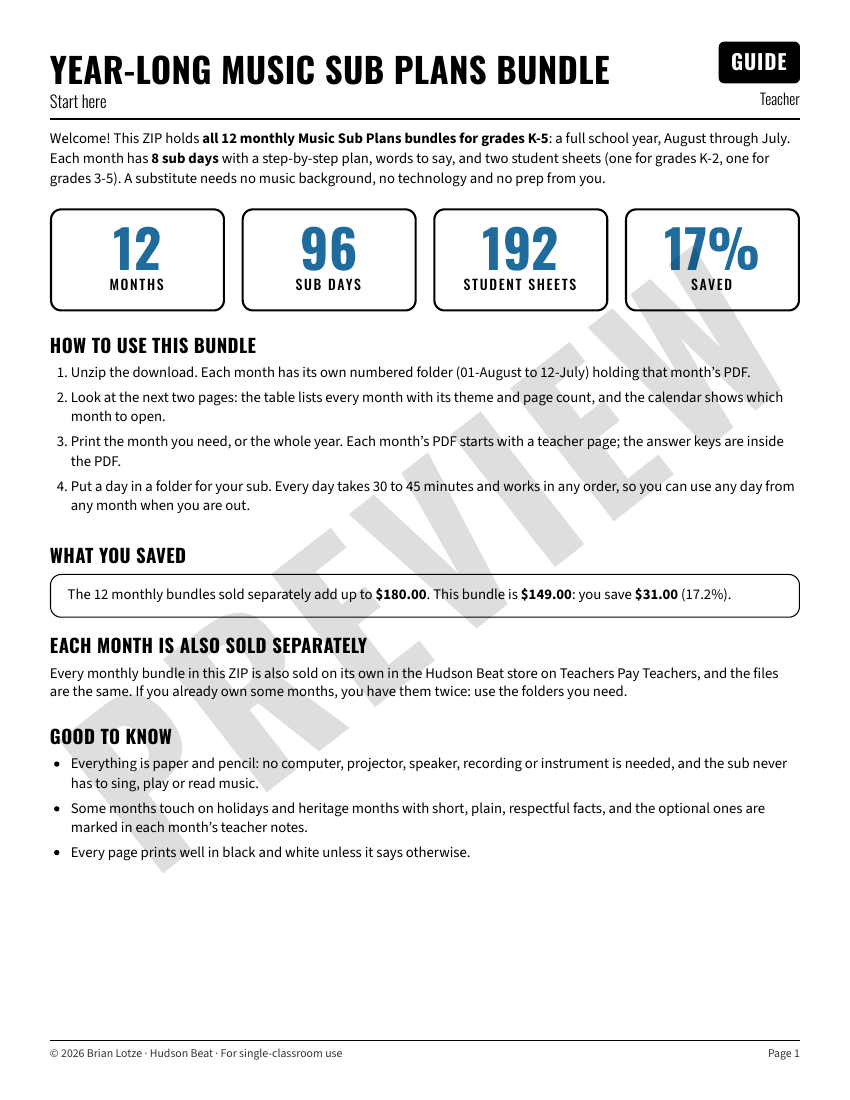 YEAR-LONG MUSIC SUB PLANS BUNDLE
GUIDE
Start here
Teacher
Welcome! This ZIP holds all 12 monthly Music Sub Plans bundles for grades K-5: a full school year, August through July.
Each month has 8 sub days with a step-by-step plan, words to say, and two student sheets (one for grades K-2, one for
grades 3-5). A substitute needs no music background, no technology and no prep from you.
12
MONTHS
96
SUB DAYS
192
STUDENT SHEETS
17%
SAVED
HOW TO USE THIS BUNDLE
1. Unzip the download. Each month has its own numbered folder (01-August to 12-July) holding that month’s PDF.
2. Look at the next two pages: the table lists every month with its theme and page count, and the calendar shows which
month to open.
3. Print the month you need, or the whole year. Each month’s PDF starts with a teacher page; the answer keys are inside
the PDF.
4. Put a day in a folder for your sub. Every day takes 30 to 45 minutes and works in any order, so you can use any day from
any month when you are out.
WHAT YOU SAVED
The 12 monthly bundles sold separately add up to $180.00. This bundle is $149.00: you save $31.00 (17.2%).
EACH MONTH IS ALSO SOLD SEPARATELY
Every monthly bundle in this ZIP is also sold on its own in the Hudson Beat store on Teachers Pay Teachers, and the files
are the same. If you already own some months, you have them twice: use the folders you need.
GOOD TO KNOW
• Everything is paper and pencil: no computer, projector, speaker, recording or instrument is needed, and the sub never
has to sing, play or read music.
• Some months touch on holidays and heritage months with short, plain, respectful facts, and the optional ones are
marked in each month’s teacher notes.
• Every page prints well in black and white unless it says otherwise.
PREVIEW
© 2026 Brian Lotze · Hudson Beat · For single-classroom use
Page 1